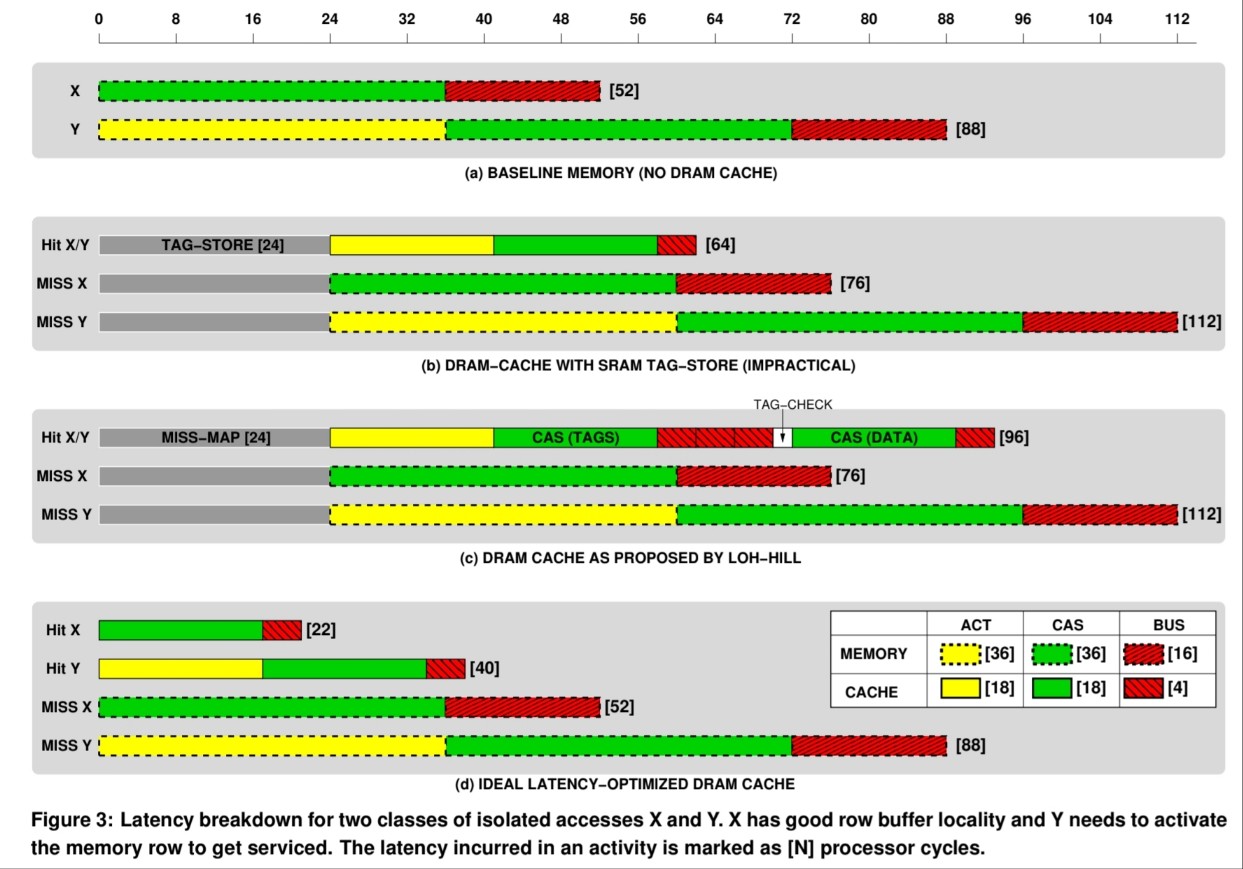 0 8 16 24 32 40 48 56 64 72 80 88 96 104 112
X [52]
Y [88]
(a) BASELINE MEMORY (NO DRAM CACHE)
Hit X/Y TAG−STORE [24] [64]
MISS X [76]
MISS Y [112]
(b) DRAM−CACHE WITH SRAM TAG−STORE (IMPRACTICAL)
TAG−CHECK
Hit X/Y MISS−MAP [24] CAS (TAGS) CAS (DATA) [96]
MISS X [76]
MISS Y [112]
(c) DRAM CACHE AS PROPOSED BY LOH−HILL
Hit X [22]
Hit Y [40]
MISS X [52]
MISS Y [88]
ACT CAS BUS
MEMORY [36] [36] [16]
CACHE [18] [18] [4]
(d) IDEAL LATENCY−OPTIMIZED DRAM CACHE
Figure 3: Latency breakdown for two classes of isolated accesses X and Y. X has good row buffer locality and Y needs to activate
the memory row to get serviced. The latency incurred in an activity is marked as [N] processor cycles.